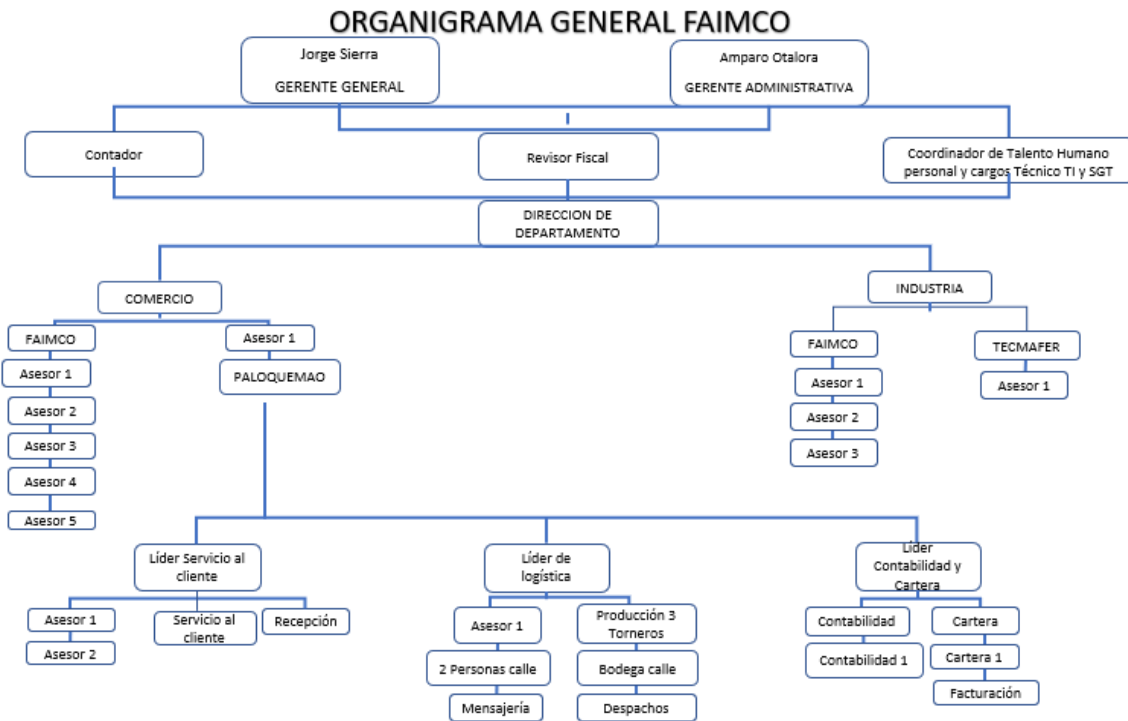 ORGANIGRAMA GENERAL FAIMCO
Jorge Sierra
GERENTE GENERAL
Amparo Otalora
GERENTE ADMINISTRATIVA
Contador
Revisor Fiscal
Coordinador de Talento Humano
personal y cargos Técnico TI y SGT
DIRECCION DE
DEPARTAMENTO
COMERCIO
INDUSTRIA
FAIMCO
Asesor 1
FAIMCO
TECMAFER
Asesor 1
PALOQUEMAO
Asesor 1
Asesor 1
Asesor 2
Asesor 2
Asesor 3
Asesor 3
Asesor 4
Asesor 5
Líder Servicio al
cliente
Líder de
logística
Líder
Contabilidad y
Cartera
Asesor 1
Servicio al
cliente
Recepción
Asesor 2
Asesor 1
Producción 3
Torneros
2 Personas calle
Bodega calle
Mensajería
Despachos
Contabilidad
Cartera
Contabilidad 1
Cartera 1
Facturación